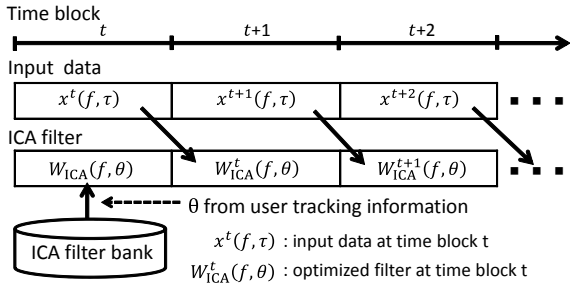 Time block
t t+1 t+2
Input data
x^t(f, τ) x^{t+1}(f, τ) x^{t+2}(f, τ)
ICA filter
W_ICA(f, θ) W^t_ICA(f, θ) W^{t+1}_ICA(f, θ)
θ from user tracking information
ICA filter bank
x^t(f, τ) : input data at time block t
W^t_ICA(f, θ) : optimized filter at time block t